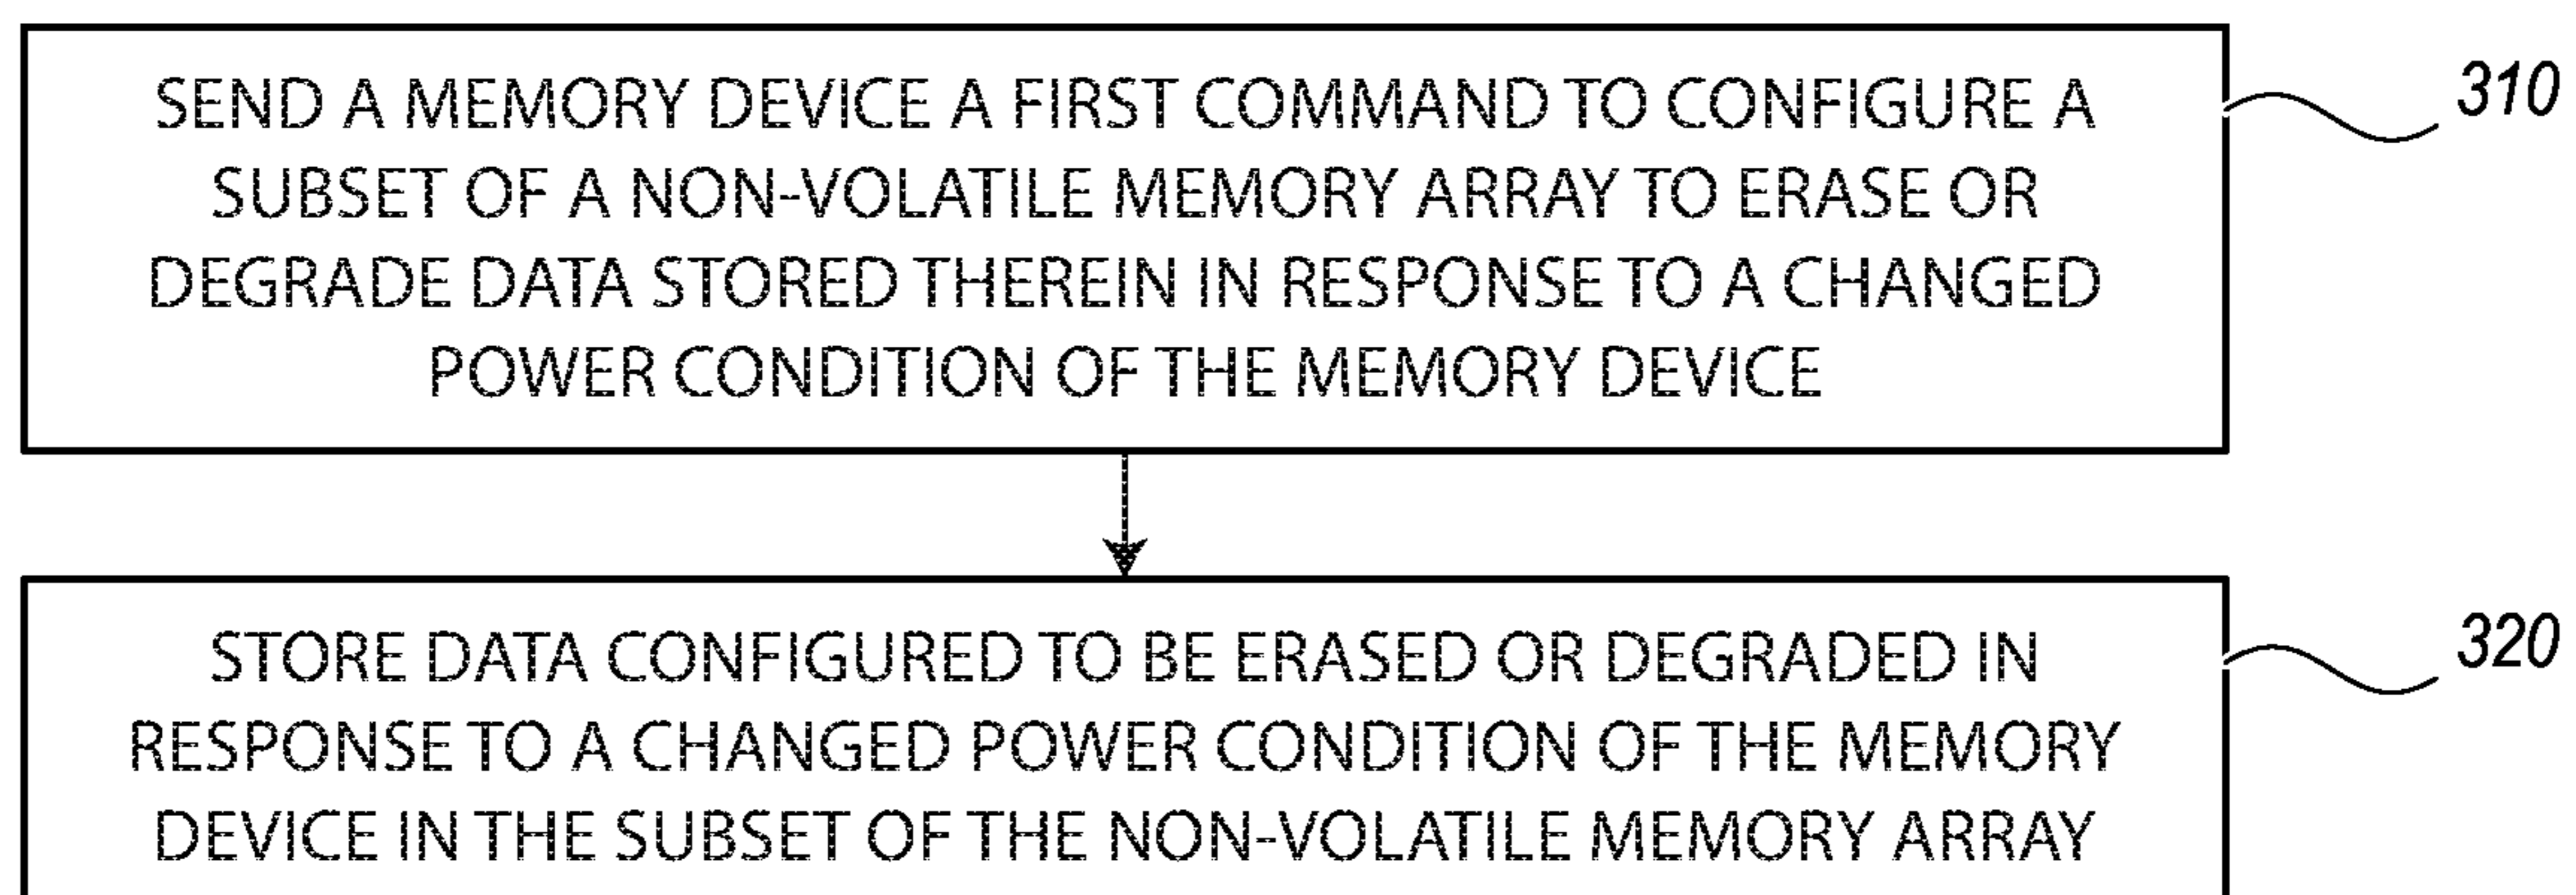 SEND A MEMORY DEVICE A FIRST COMMAND TO CONFIGURE A
SUBSET OF A NON-VOLATILE MEMORY ARRAY TO ERASE OR
DEGRADE DATA STORED THEREIN IN RESPONSE TO A CHANGED
POWER CONDITION OF THE MEMORY DEVICE
310
STORE DATA CONFIGURED TO BE ERASED OR DEGRADED IN
RESPONSE TO A CHANGED POWER CONDITION OF THE MEMORY
DEVICE IN THE SUBSET OF THE NON-VOLATILE MEMORY ARRAY
320